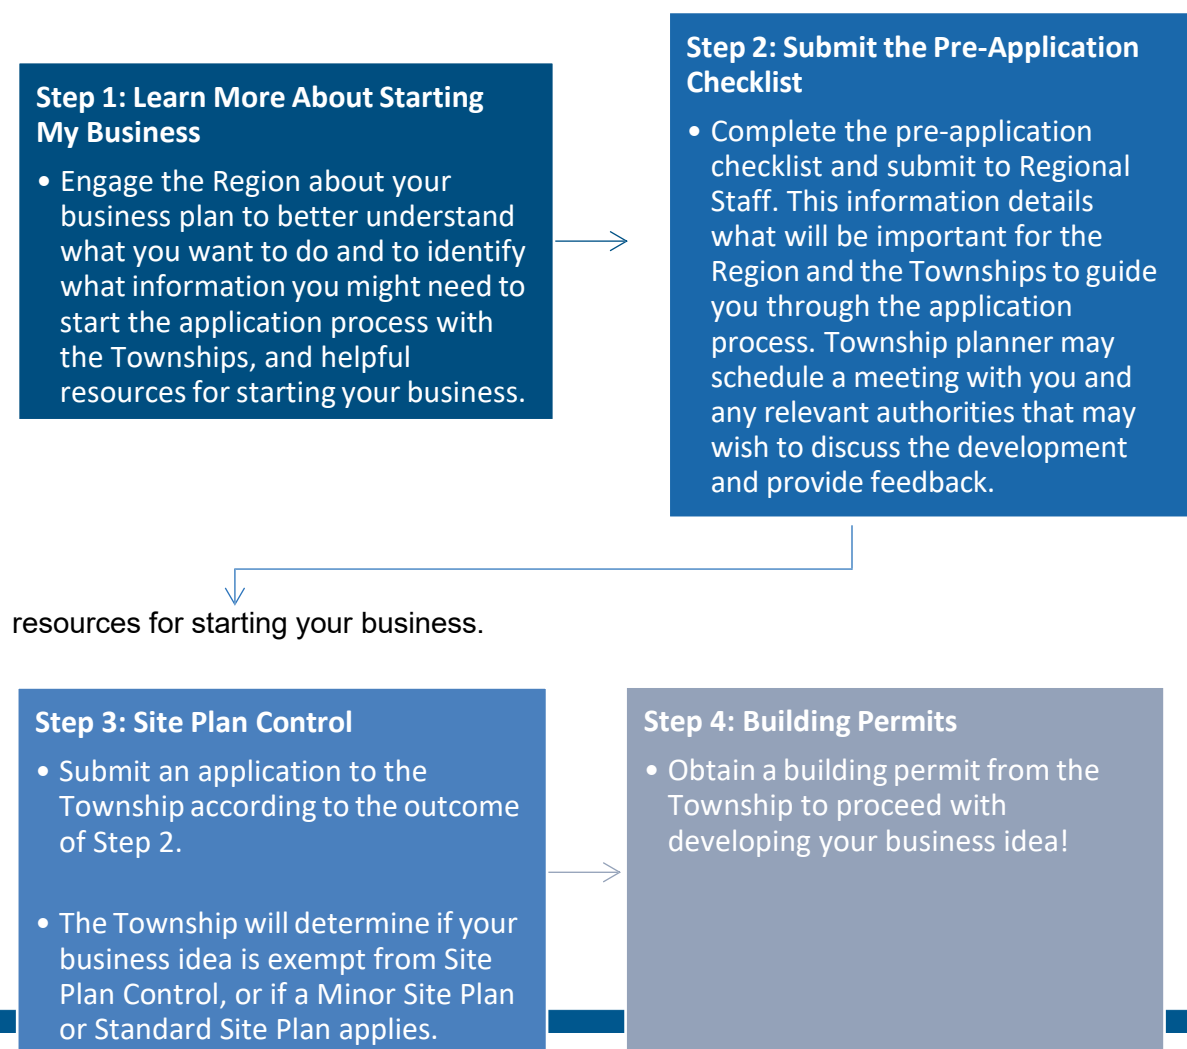 Step 1: Learn More About Starting
My Business
• Engage the Region about your
business plan to better understand
what you want to do and to identify
what information you might need to
start the application process with
the Townships, and helpful
resources for starting your business.
Step 2: Submit the Pre-Application
Checklist
• Complete the pre-application
checklist and submit to Regional
Staff. This information details
what will be important for the
Region and the Townships to guide
you through the application
process. Township planner may
schedule a meeting with you and
any relevant authorities that may
wish to discuss the development
and provide feedback.
resources for starting your business.
Step 3: Site Plan Control
• Submit an application to the
Township according to the outcome
of Step 2.
• The Township will determine if your
business idea is exempt from Site
Plan Control, or if a Minor Site Plan
or Standard Site Plan applies.
Step 4: Building Permits
• Obtain a building permit from the
Township to proceed with
developing your business idea!